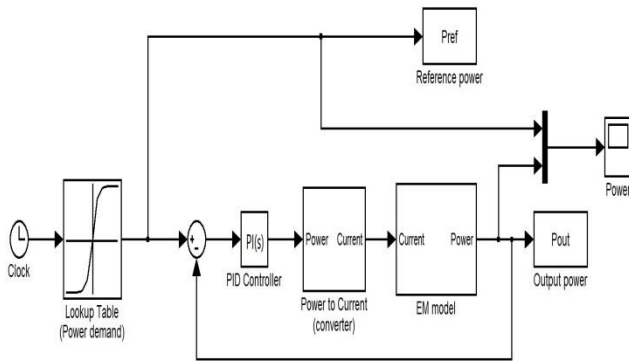 Pref
Reference power
Power
Clock
Lookup Table
(Power demand)
+
-
PI(s)
PID Controller
Power Current
Power to Current
(converter)
Current Power
EM model
Pout
Output power